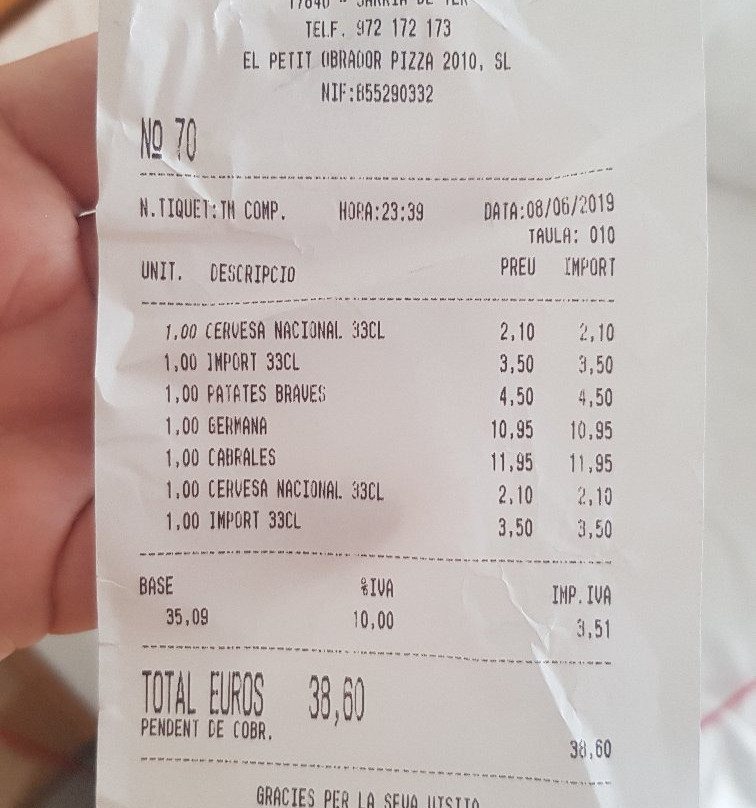 TELF. 972 172 173
EL PETIT OBRADOR PIZZA 2010, SL
NIF:B55290332
Nº 70
N.TIQUET:TM COMP. HORA:23:39 DATA:08/06/2019
TAULA: 010
UNIT. DESCRIPCIO PREU IMPORT
1,00 CERVESA NACIONAL 33CL 2,10 2,10
1,00 IMPORT 33CL 3,50 3,50
1,00 PATATES BRAVES 4,50 4,50
1,00 GERMANA 10,95 10,95
1,00 CABRALES 11,95 11,95
1,00 CERVESA NACIONAL 33CL 2,10 2,10
1,00 IMPORT 33CL 3,50 3,50
BASE %IVA IMP.IVA
35,09 10,00 3,51
TOTAL EUROS 38,60
PENDENT DE COBR. 38,60
GRACIES PER LA SEVA VISITA